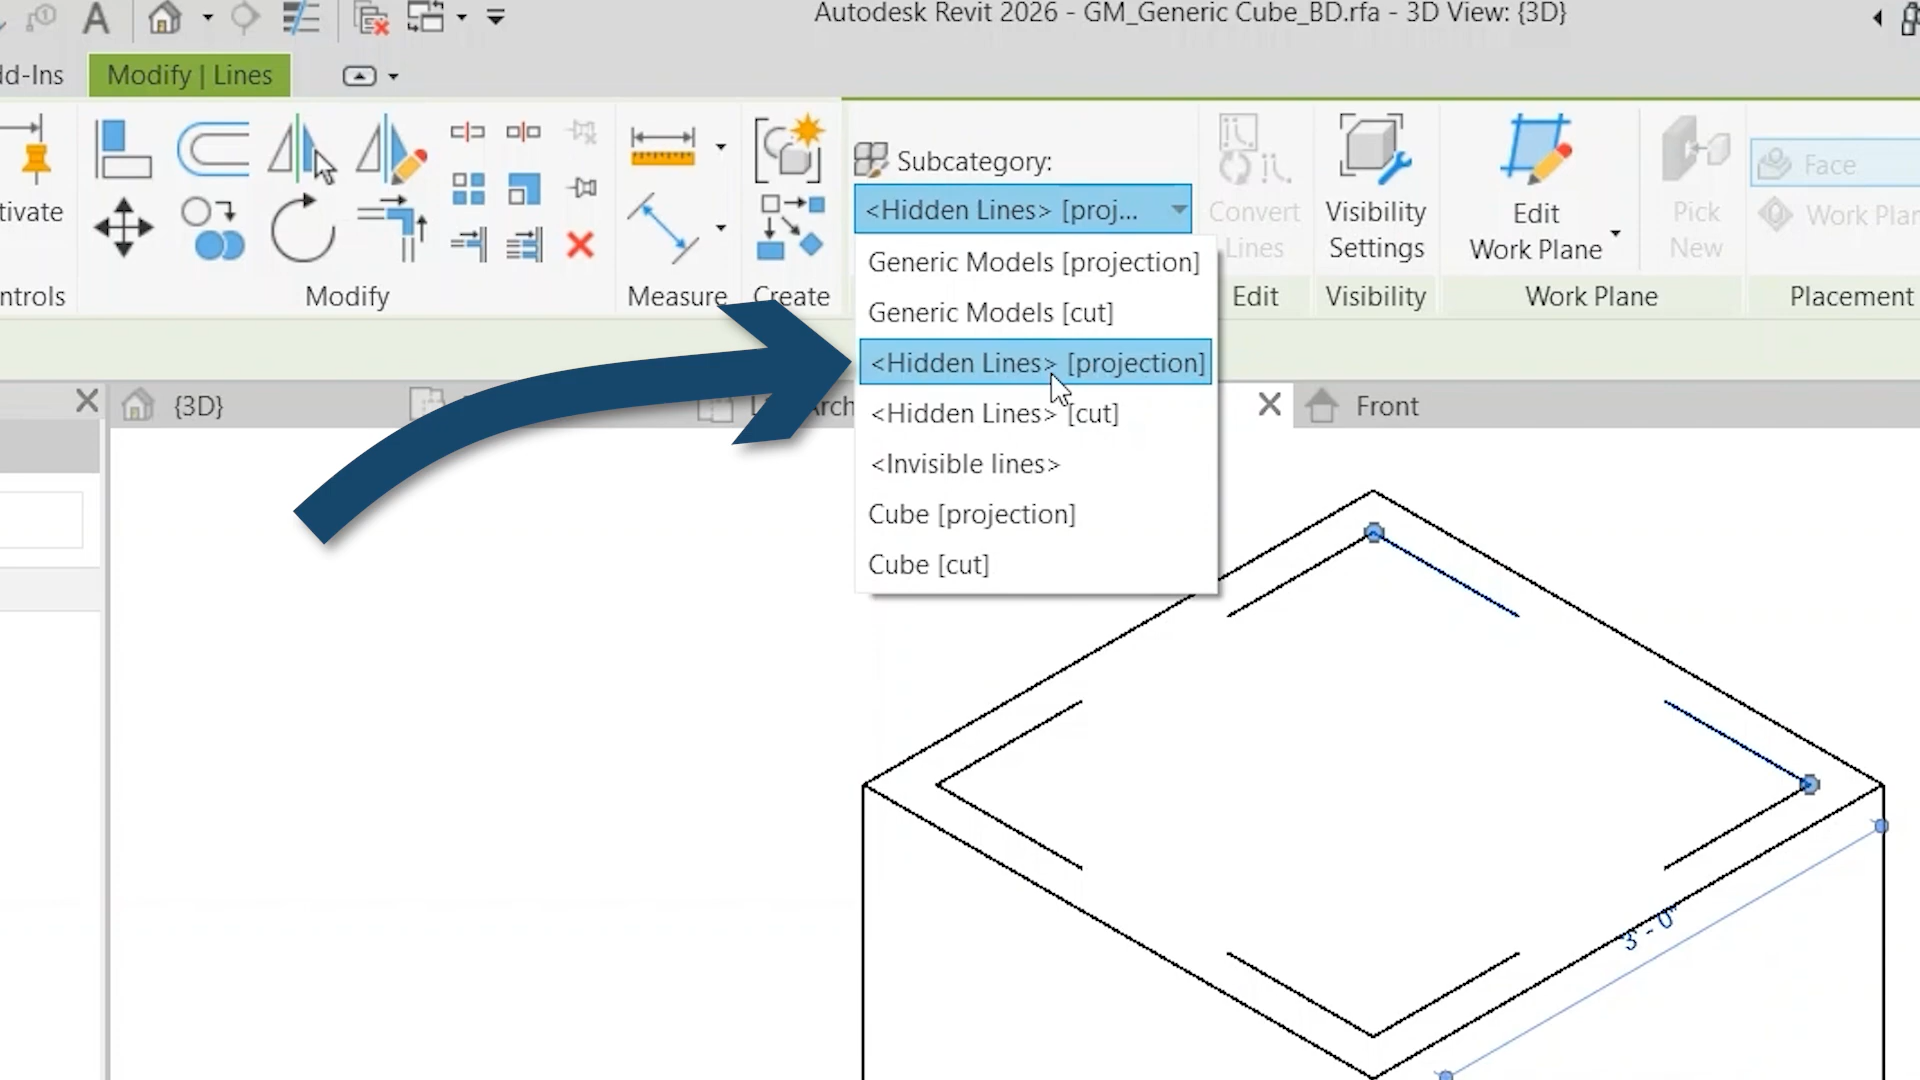 Autodesk Revit 2026 - GM_Generic Cube_BD.rfa - 3D View: {3D}
dd-Ins
Modify | Lines
Subcategory:
<Hidden Lines> [proj...
tivate
Convert
Lines
Visibility
Settings
Edit
Work Plane
Pick
New
Face
Work Plan
ntrols
Modify
Measure
Create
Edit
Visibility
Work Plane
Placement
Generic Models [projection]
Generic Models [cut]
<Hidden Lines> [projection]
<Hidden Lines> [cut]
<Invisible lines>
Cube [projection]
Cube [cut]
{3D}
Arch
Front
3' - 0"